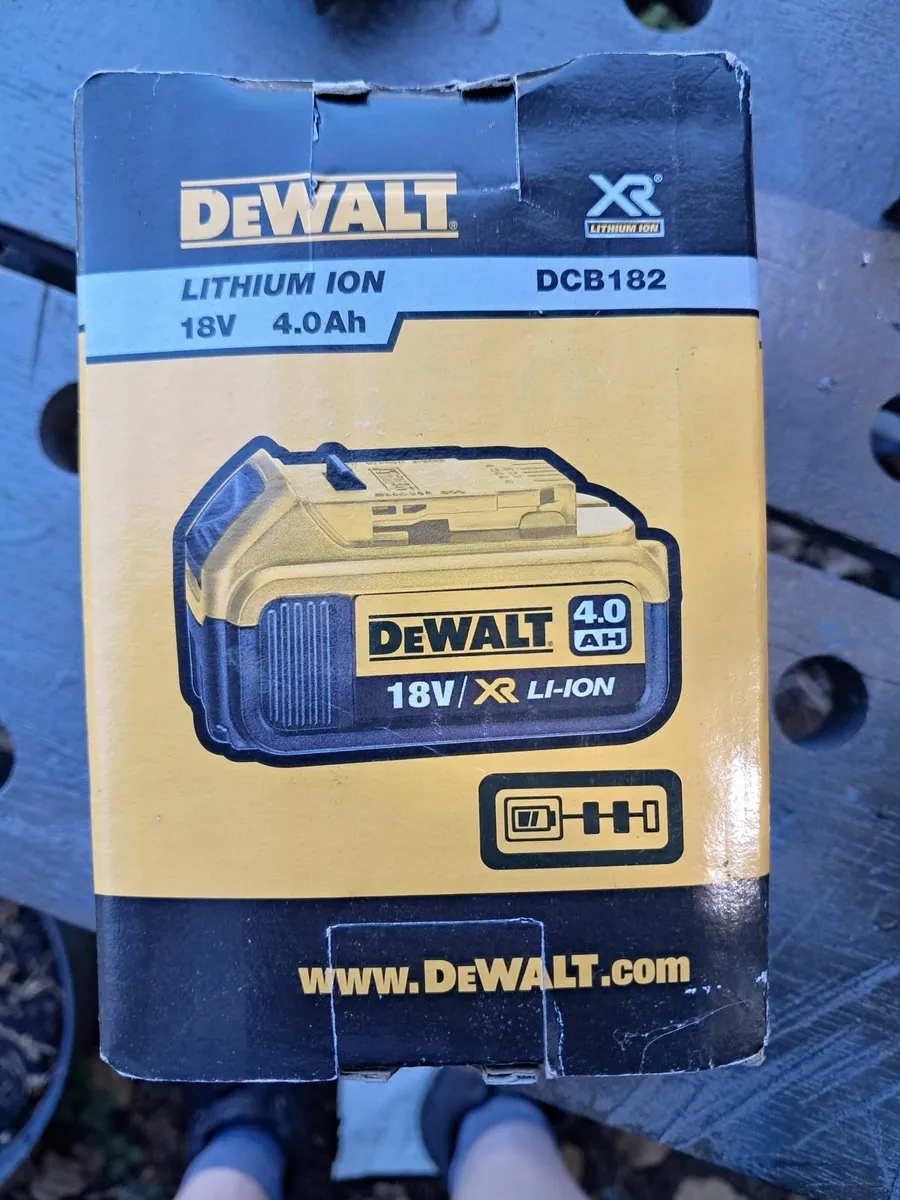 DEWALT®
XR®
LITHIUM ION
LITHIUM ION
DCB182
18V 4.0Ah
DEWALT
4.0
AH
18V/XR LI-ION
www.DEWALT.com